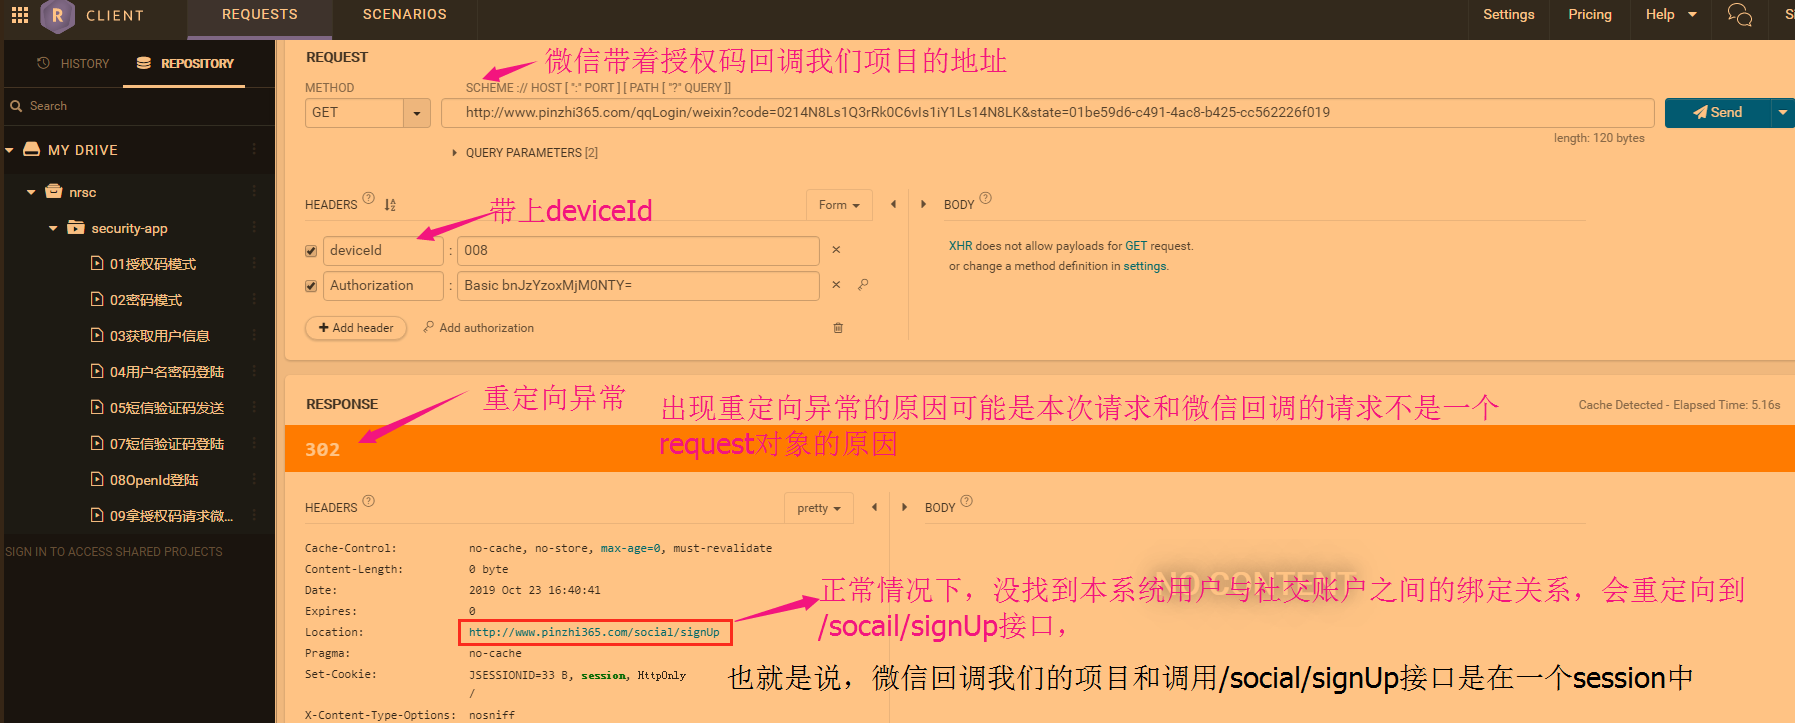 R CLIENT REQUESTS SCENARIOS Settings Pricing Help Si
HISTORY REPOSITORY
Search
MY DRIVE
nrsc
security-app
01授权码模式
02密码模式
03获取用户信息
04用户名密码登陆
05短信验证码发送
07短信验证码登陆
08OpenId登陆
09拿授权码请求微...
SIGN IN TO ACCESS SHARED PROJECTS
REQUEST
微信带着授权码回调我们项目的地址
METHOD SCHEME :// HOST [ ":" PORT ] [ PATH [ "?" QUERY ]]
GET http://www.pinzhi365.com/qqLogin/weixin?code=0214N8Ls1Q3rRk0C6vIs1iY1Ls14N8LK&state=01be59d6-c491-4ac8-b425-cc562226f019 Send
length: 120 bytes
QUERY PARAMETERS [2]
HEADERS ? Form BODY ?
带上deviceId
deviceId : 008 ×
Authorization : Basic bnJzYzoxMjM0NTY= ×
XHR does not allow payloads for GET request.
or change a method definition in settings.
+ Add header Add authorization
RESPONSE
重定向异常
Cache Detected - Elapsed Time: 5.16s
出现重定向异常的原因可能是本次请求和微信回调的请求不是一个
request对象的原因
302
HEADERS ? pretty BODY ?
NO CONTENT
Cache-Control: no-cache, no-store, max-age=0, must-revalidate
Content-Length: 0 byte
Date: 2019 Oct 23 16:40:41
Expires: 0
Location: http://www.pinzhi365.com/social/signUp
Pragma: no-cache
Set-Cookie: JSESSIONID=33 B, session, HttpOnly
/
X-Content-Type-Options: nosniff
正常情况下，没找到本系统用户与社交账户之间的绑定关系，会重定向到
/socail/signUp接口，
也就是说，微信回调我们的项目和调用/social/signUp接口是在一个session中